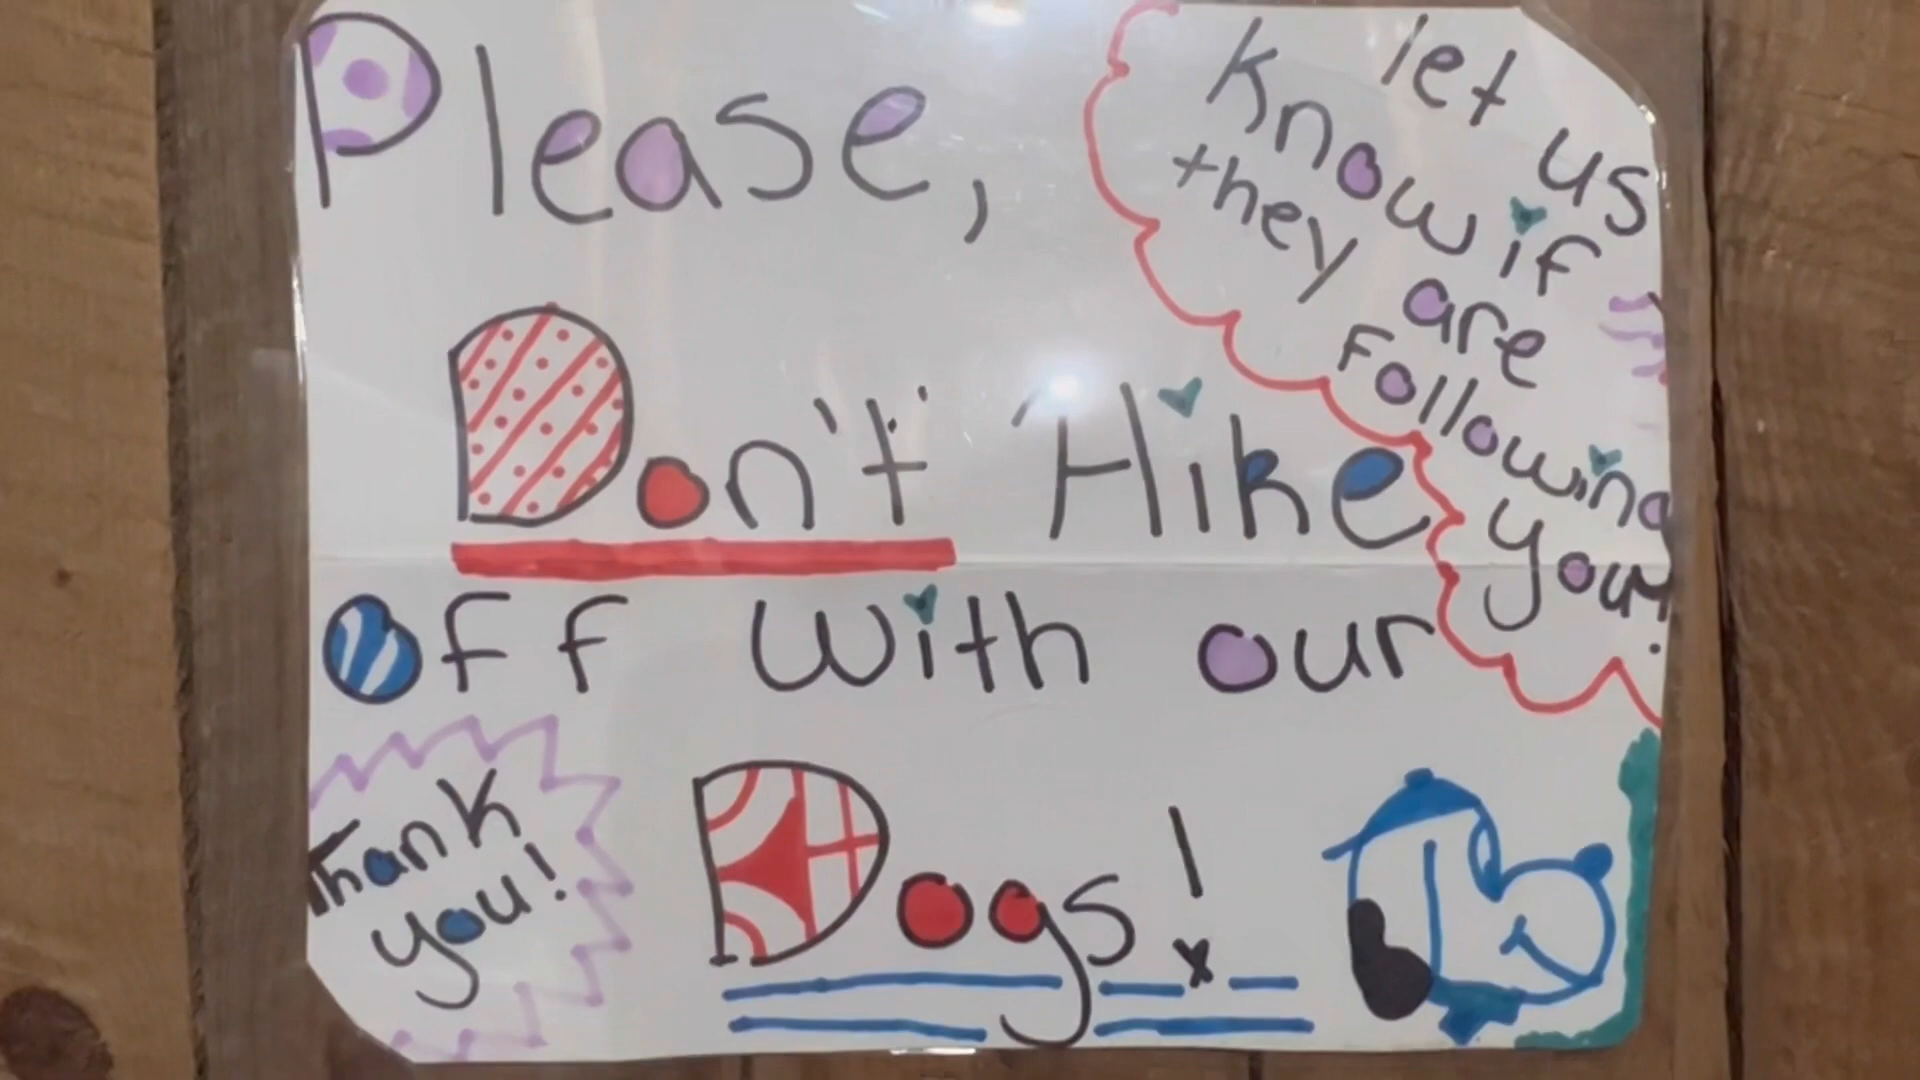 Please,
Don't Hike
off with our
Dogs!
let us
know if
they are
following
you!
Thank
you!